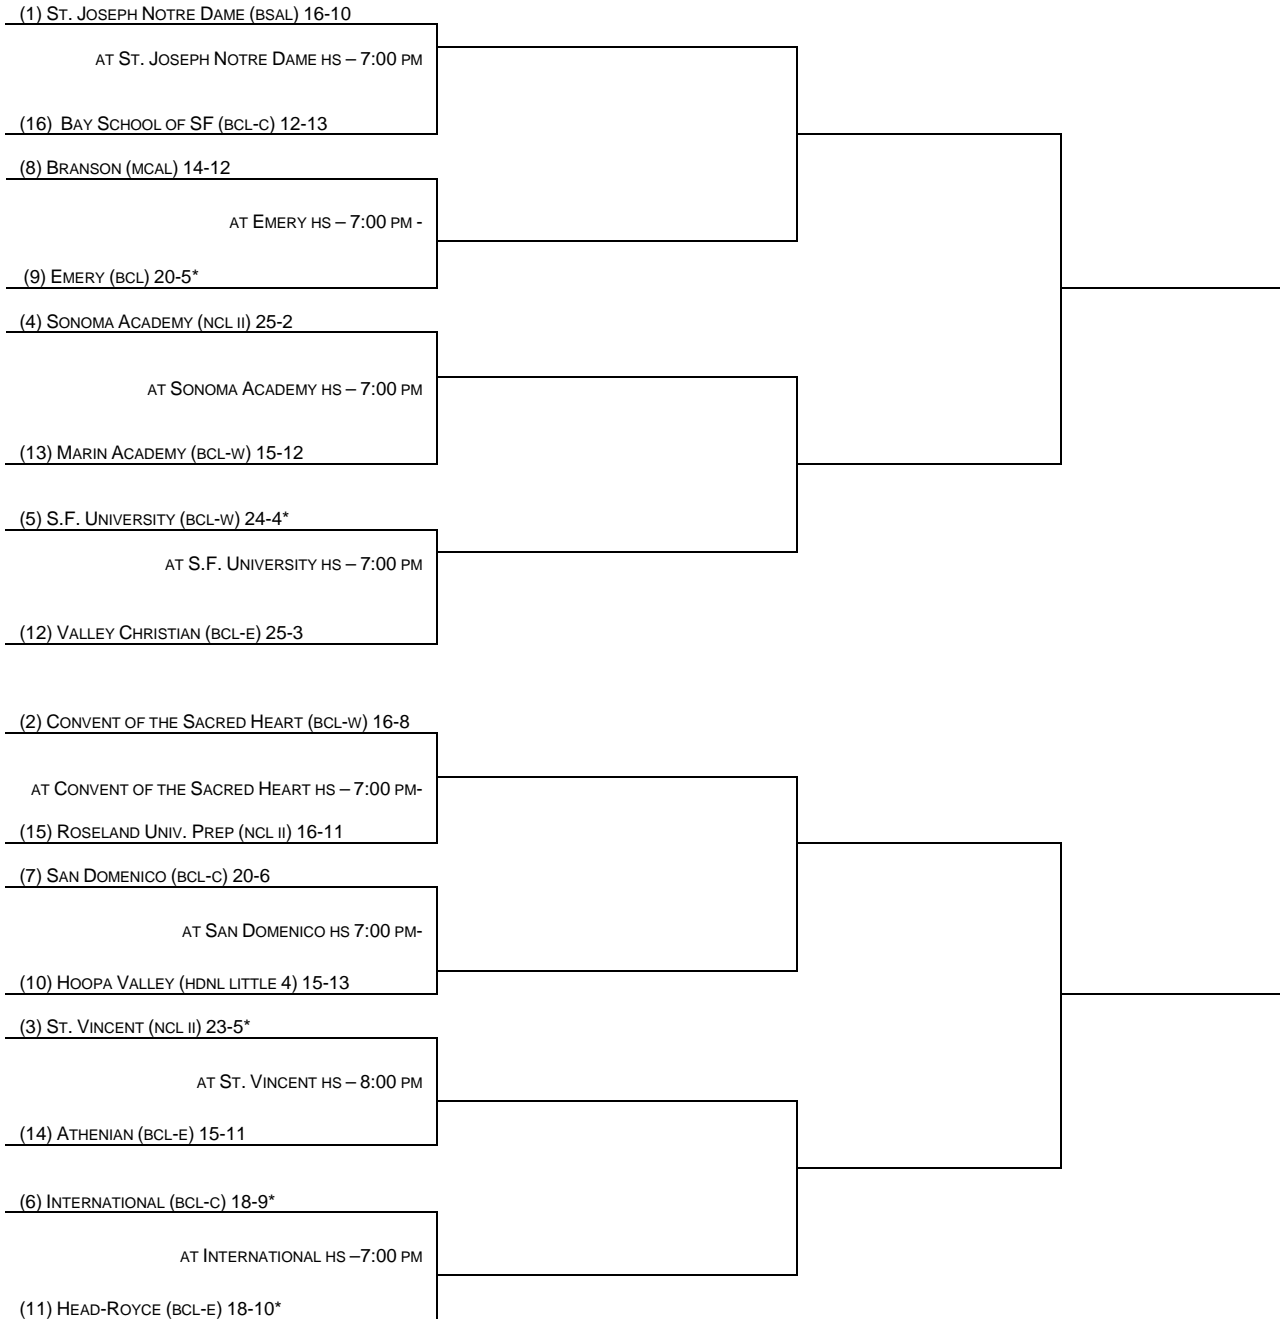 (1) St. Joseph Notre Dame (BSAL) 16-10
at St. Joseph Notre Dame HS – 7:00 PM
(16) Bay School of SF (BCL-C) 12-13
(8) Branson (MCAL) 14-12
at Emery HS – 7:00 PM -
(9) Emery (BCL) 20-5*
(4) Sonoma Academy (NCL II) 25-2
at Sonoma Academy HS – 7:00 PM
(13) Marin Academy (BCL-W) 15-12
(5) S.F. University (BCL-W) 24-4*
at S.F. University HS – 7:00 PM
(12) Valley Christian (BCL-E) 25-3
(2) Convent of the Sacred Heart (BCL-W) 16-8
at Convent of the Sacred Heart HS – 7:00 PM-
(15) Roseland Univ. Prep (NCL II) 16-11
(7) San Domenico (BCL-C) 20-6
at San Domenico HS 7:00 PM-
(10) Hoopa Valley (HDNL Little 4) 15-13
(3) St. Vincent (NCL II) 23-5*
at St. Vincent HS – 8:00 PM
(14) Athenian (BCL-E) 15-11
(6) International (BCL-C) 18-9*
at International HS –7:00 PM
(11) Head-Royce (BCL-E) 18-10*